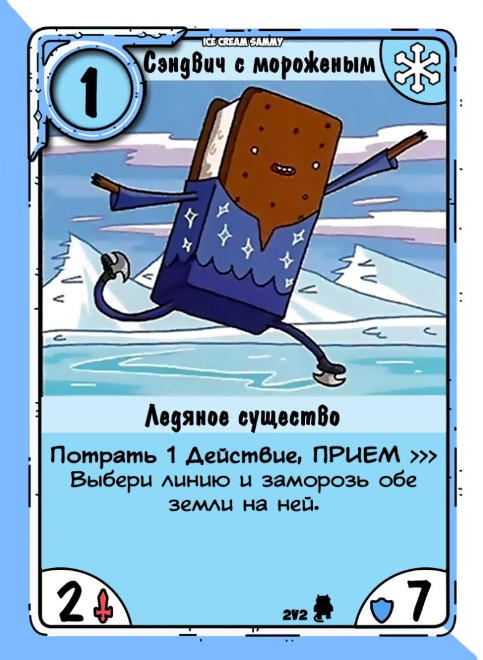 ICE CREAM SAMMY
1
Сэндвич с мороженым
Ледяное существо
Потрать 1 Действие, ПРИЕМ >>>
Выбери линию и заморозь обе
земли на ней.
2
2V2
7